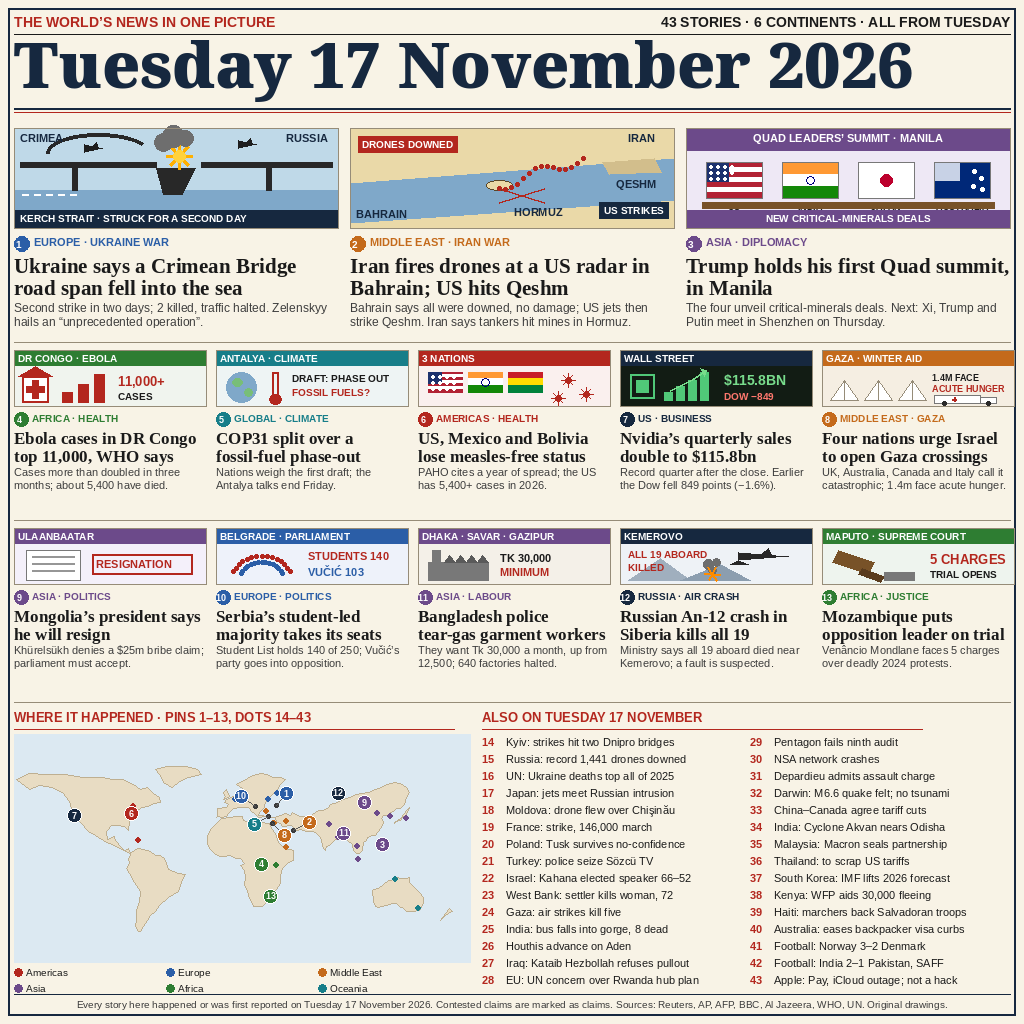 THE WORLD'S NEWS IN ONE PICTURE
43 STORIES · 6 CONTINENTS · ALL FROM TUESDAY
Tuesday 17 November 2026
CRIMEA
RUSSIA
KERCH STRAIT · STRUCK FOR A SECOND DAY
1 EUROPE · UKRAINE WAR
Ukraine says a Crimean Bridge
road span fell into the sea
Second strike in two days; 2 killed, traffic halted. Zelenskyy
hails an “unprecedented operation”.
DRONES DOWNED
IRAN
QESHM
BAHRAIN
HORMUZ
US STRIKES
2 MIDDLE EAST · IRAN WAR
Iran fires drones at a US radar in
Bahrain; US hits Qeshm
Bahrain says all were downed, no damage; US jets then
strike Qeshm. Iran says tankers hit mines in Hormuz.
QUAD LEADERS' SUMMIT · MANILA
NEW CRITICAL-MINERALS DEALS
3 ASIA · DIPLOMACY
Trump holds his first Quad summit,
in Manila
The four unveil critical-minerals deals. Next: Xi, Trump and
Putin meet in Shenzhen on Thursday.
DR CONGO · EBOLA
11,000+
CASES
4 AFRICA · HEALTH
Ebola cases in DR Congo
top 11,000, WHO says
Cases more than doubled in three
months; about 5,400 have died.
ANTALYA · CLIMATE
DRAFT: PHASE OUT
FOSSIL FUELS?
5 GLOBAL · CLIMATE
COP31 split over a
fossil-fuel phase-out
Nations weigh the first draft; the
Antalya talks end Friday.
3 NATIONS
6 AMERICAS · HEALTH
US, Mexico and Bolivia
lose measles-free status
PAHO cites a year of spread; the US
has 5,400+ cases in 2026.
WALL STREET
$115.8BN
DOW −849
7 US · BUSINESS
Nvidia's quarterly sales
double to $115.8bn
Record quarter after the close. Earlier
the Dow fell 849 points (−1.6%).
GAZA · WINTER AID
1.4M FACE
ACUTE HUNGER
8 MIDDLE EAST · GAZA
Four nations urge Israel
to open Gaza crossings
UK, Australia, Canada and Italy call it
catastrophic; 1.4m face acute hunger.
ULAANBAATAR
RESIGNATION
9 ASIA · POLITICS
Mongolia's president says
he will resign
Khürelsükh denies a $25m bribe claim;
parliament must accept.
BELGRADE · PARLIAMENT
STUDENTS 140
VUČIĆ 103
10 EUROPE · POLITICS
Serbia's student-led
majority takes its seats
Student List holds 140 of 250; Vučić's
party goes into opposition.
DHAKA · SAVAR · GAZIPUR
TK 30,000
MINIMUM
11 ASIA · LABOUR
Bangladesh police
tear-gas garment workers
They want Tk 30,000 a month, up from
12,500; 640 factories halted.
KEMEROVO
ALL 19 ABOARD
KILLED
12 RUSSIA · AIR CRASH
Russian An-12 crash in
Siberia kills all 19
Ministry says all 19 aboard died near
Kemerovo; a fault is suspected.
MAPUTO · SUPREME COURT
5 CHARGES
TRIAL OPENS
13 AFRICA · JUSTICE
Mozambique puts
opposition leader on trial
Venâncio Mondlane faces 5 charges
over deadly 2024 protests.
WHERE IT HAPPENED · PINS 1–13, DOTS 14–43
7
6
10
1
12
9
5
2
8
11
3
4
13
Americas
Europe
Middle East
Asia
Africa
Oceania
ALSO ON TUESDAY 17 NOVEMBER
14 Kyiv: strikes hit two Dnipro bridges
15 Russia: record 1,441 drones downed
16 UN: Ukraine deaths top all of 2025
17 Japan: jets meet Russian intrusion
18 Moldova: drone flew over Chişinău
19 France: strike, 146,000 march
20 Poland: Tusk survives no-confidence
21 Turkey: police seize Sözcü TV
22 Israel: Kahana elected speaker 66–52
23 West Bank: settler kills woman, 72
24 Gaza: air strikes kill five
25 India: bus falls into gorge, 8 dead
26 Houthis advance on Aden
27 Iraq: Kataib Hezbollah refuses pullout
28 EU: UN concern over Rwanda hub plan
29 Pentagon fails ninth audit
30 NSA network crashes
31 Depardieu admits assault charge
32 Darwin: M6.6 quake felt; no tsunami
33 China–Canada agree tariff cuts
34 India: Cyclone Akvan nears Odisha
35 Malaysia: Macron seals partnership
36 Thailand: to scrap US tariffs
37 South Korea: IMF lifts 2026 forecast
38 Kenya: WFP aids 30,000 fleeing
39 Haiti: marchers back Salvadoran troops
40 Australia: eases backpacker visa curbs
41 Football: Norway 3–2 Denmark
42 Football: India 2–1 Pakistan, SAFF
43 Apple: Pay, iCloud outage; not a hack
Every story here happened or was first reported on Tuesday 17 November 2026. Contested claims are marked as claims. Sources: Reuters, AP, AFP, BBC, Al Jazeera, WHO, UN. Original drawings.